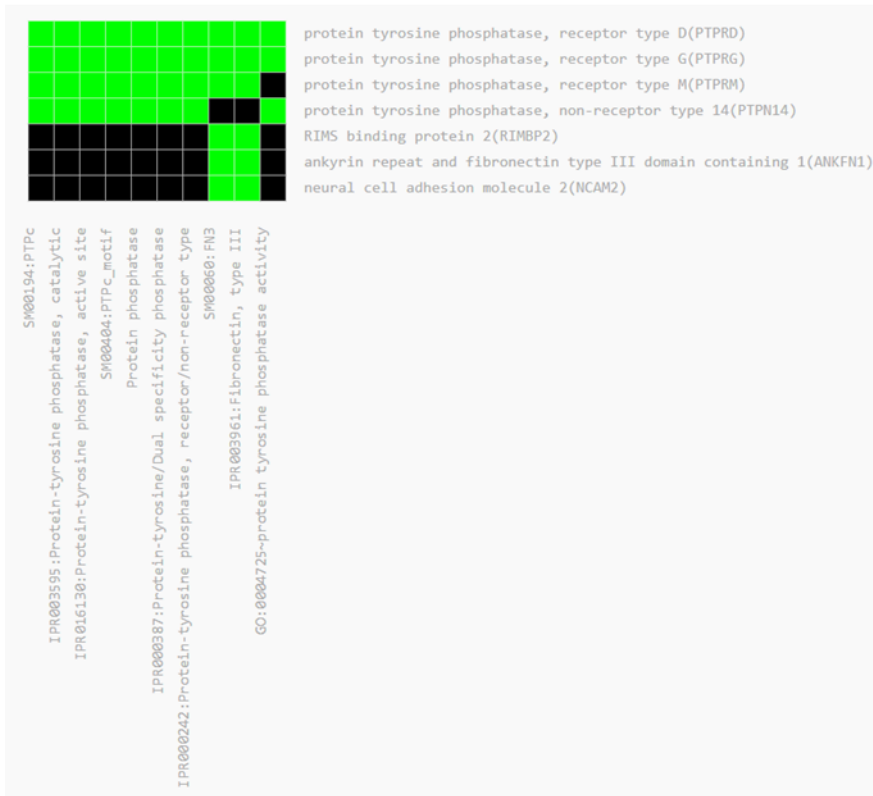 protein tyrosine phosphatase, receptor type D(PTPRD)
protein tyrosine phosphatase, receptor type G(PTPRG)
protein tyrosine phosphatase, receptor type M(PTPRM)
protein tyrosine phosphatase, non-receptor type 14(PTPN14)
RIMS binding protein 2(RIMBP2)
ankyrin repeat and fibronectin type III domain containing 1(ANKFN1)
neural cell adhesion molecule 2(NCAM2)
SM00194:PTPc
IPR003595:Protein-tyrosine phosphatase, catalytic
IPR016130:Protein-tyrosine phosphatase, active site
SM00404:PTPc_motif
Protein phosphatase
IPR000387:Protein-tyrosine/Dual specificity phosphatase
IPR000242:Protein-tyrosine phosphatase, receptor/non-receptor type
SM00060:FN3
IPR003961:Fibronectin, type III
GO:0004725~protein tyrosine phosphatase activity